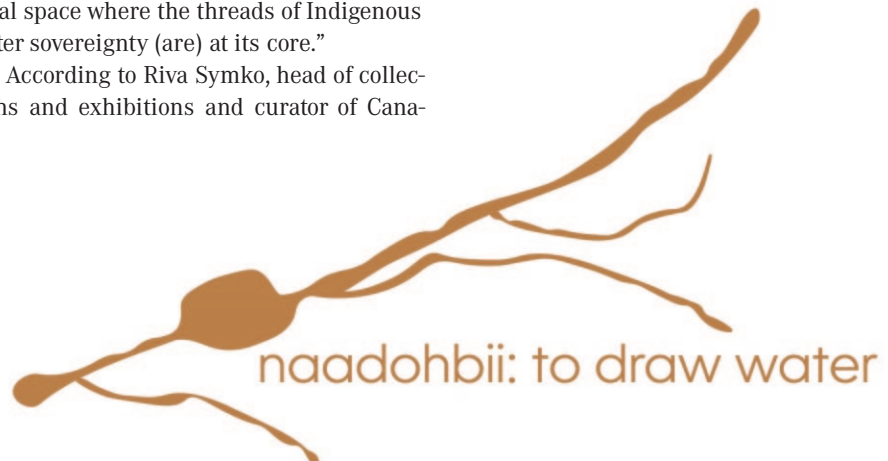 al space where the threads of Indigenous
ter sovereignty (are) at its core.”
According to Riva Symko, head of collec-
ns and exhibitions and curator of Cana-
naadohbii: to draw water